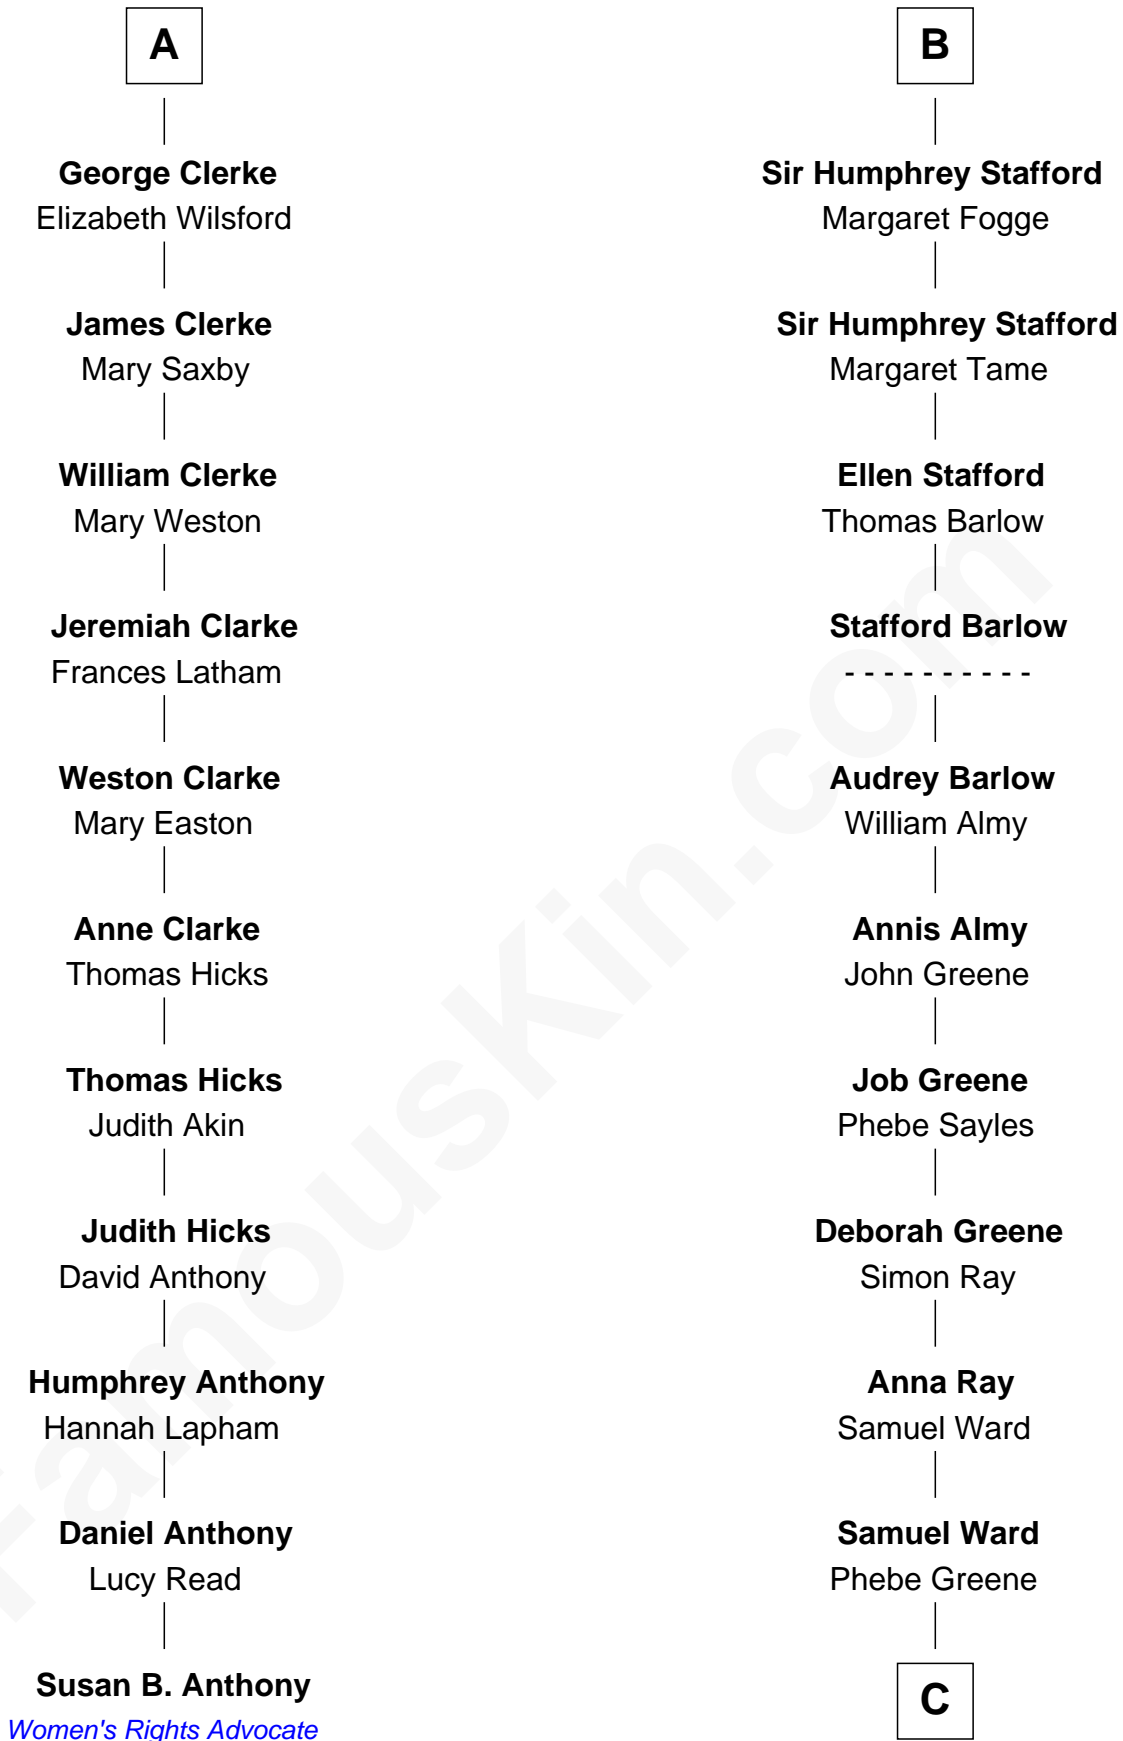 A
George Clerke
Elizabeth Wilsford
James Clerke
Mary Saxby
William Clerke
Mary Weston
Jeremiah Clarke
Frances Latham
Weston Clarke
Mary Easton
Anne Clarke
Thomas Hicks
Thomas Hicks
Judith Akin
Judith Hicks
David Anthony
Humphrey Anthony
Hannah Lapham
Daniel Anthony
Lucy Read
Susan B. Anthony
Women's Rights Advocate
B
Sir Humphrey Stafford
Margaret Fogge
Sir Humphrey Stafford
Margaret Tame
Ellen Stafford
Thomas Barlow
Stafford Barlow
- - - - - - - - - -
Audrey Barlow
William Almy
Annis Almy
John Greene
Job Greene
Phebe Sayles
Deborah Greene
Simon Ray
Anna Ray
Samuel Ward
Samuel Ward
Phebe Greene
C
FamousKin.com